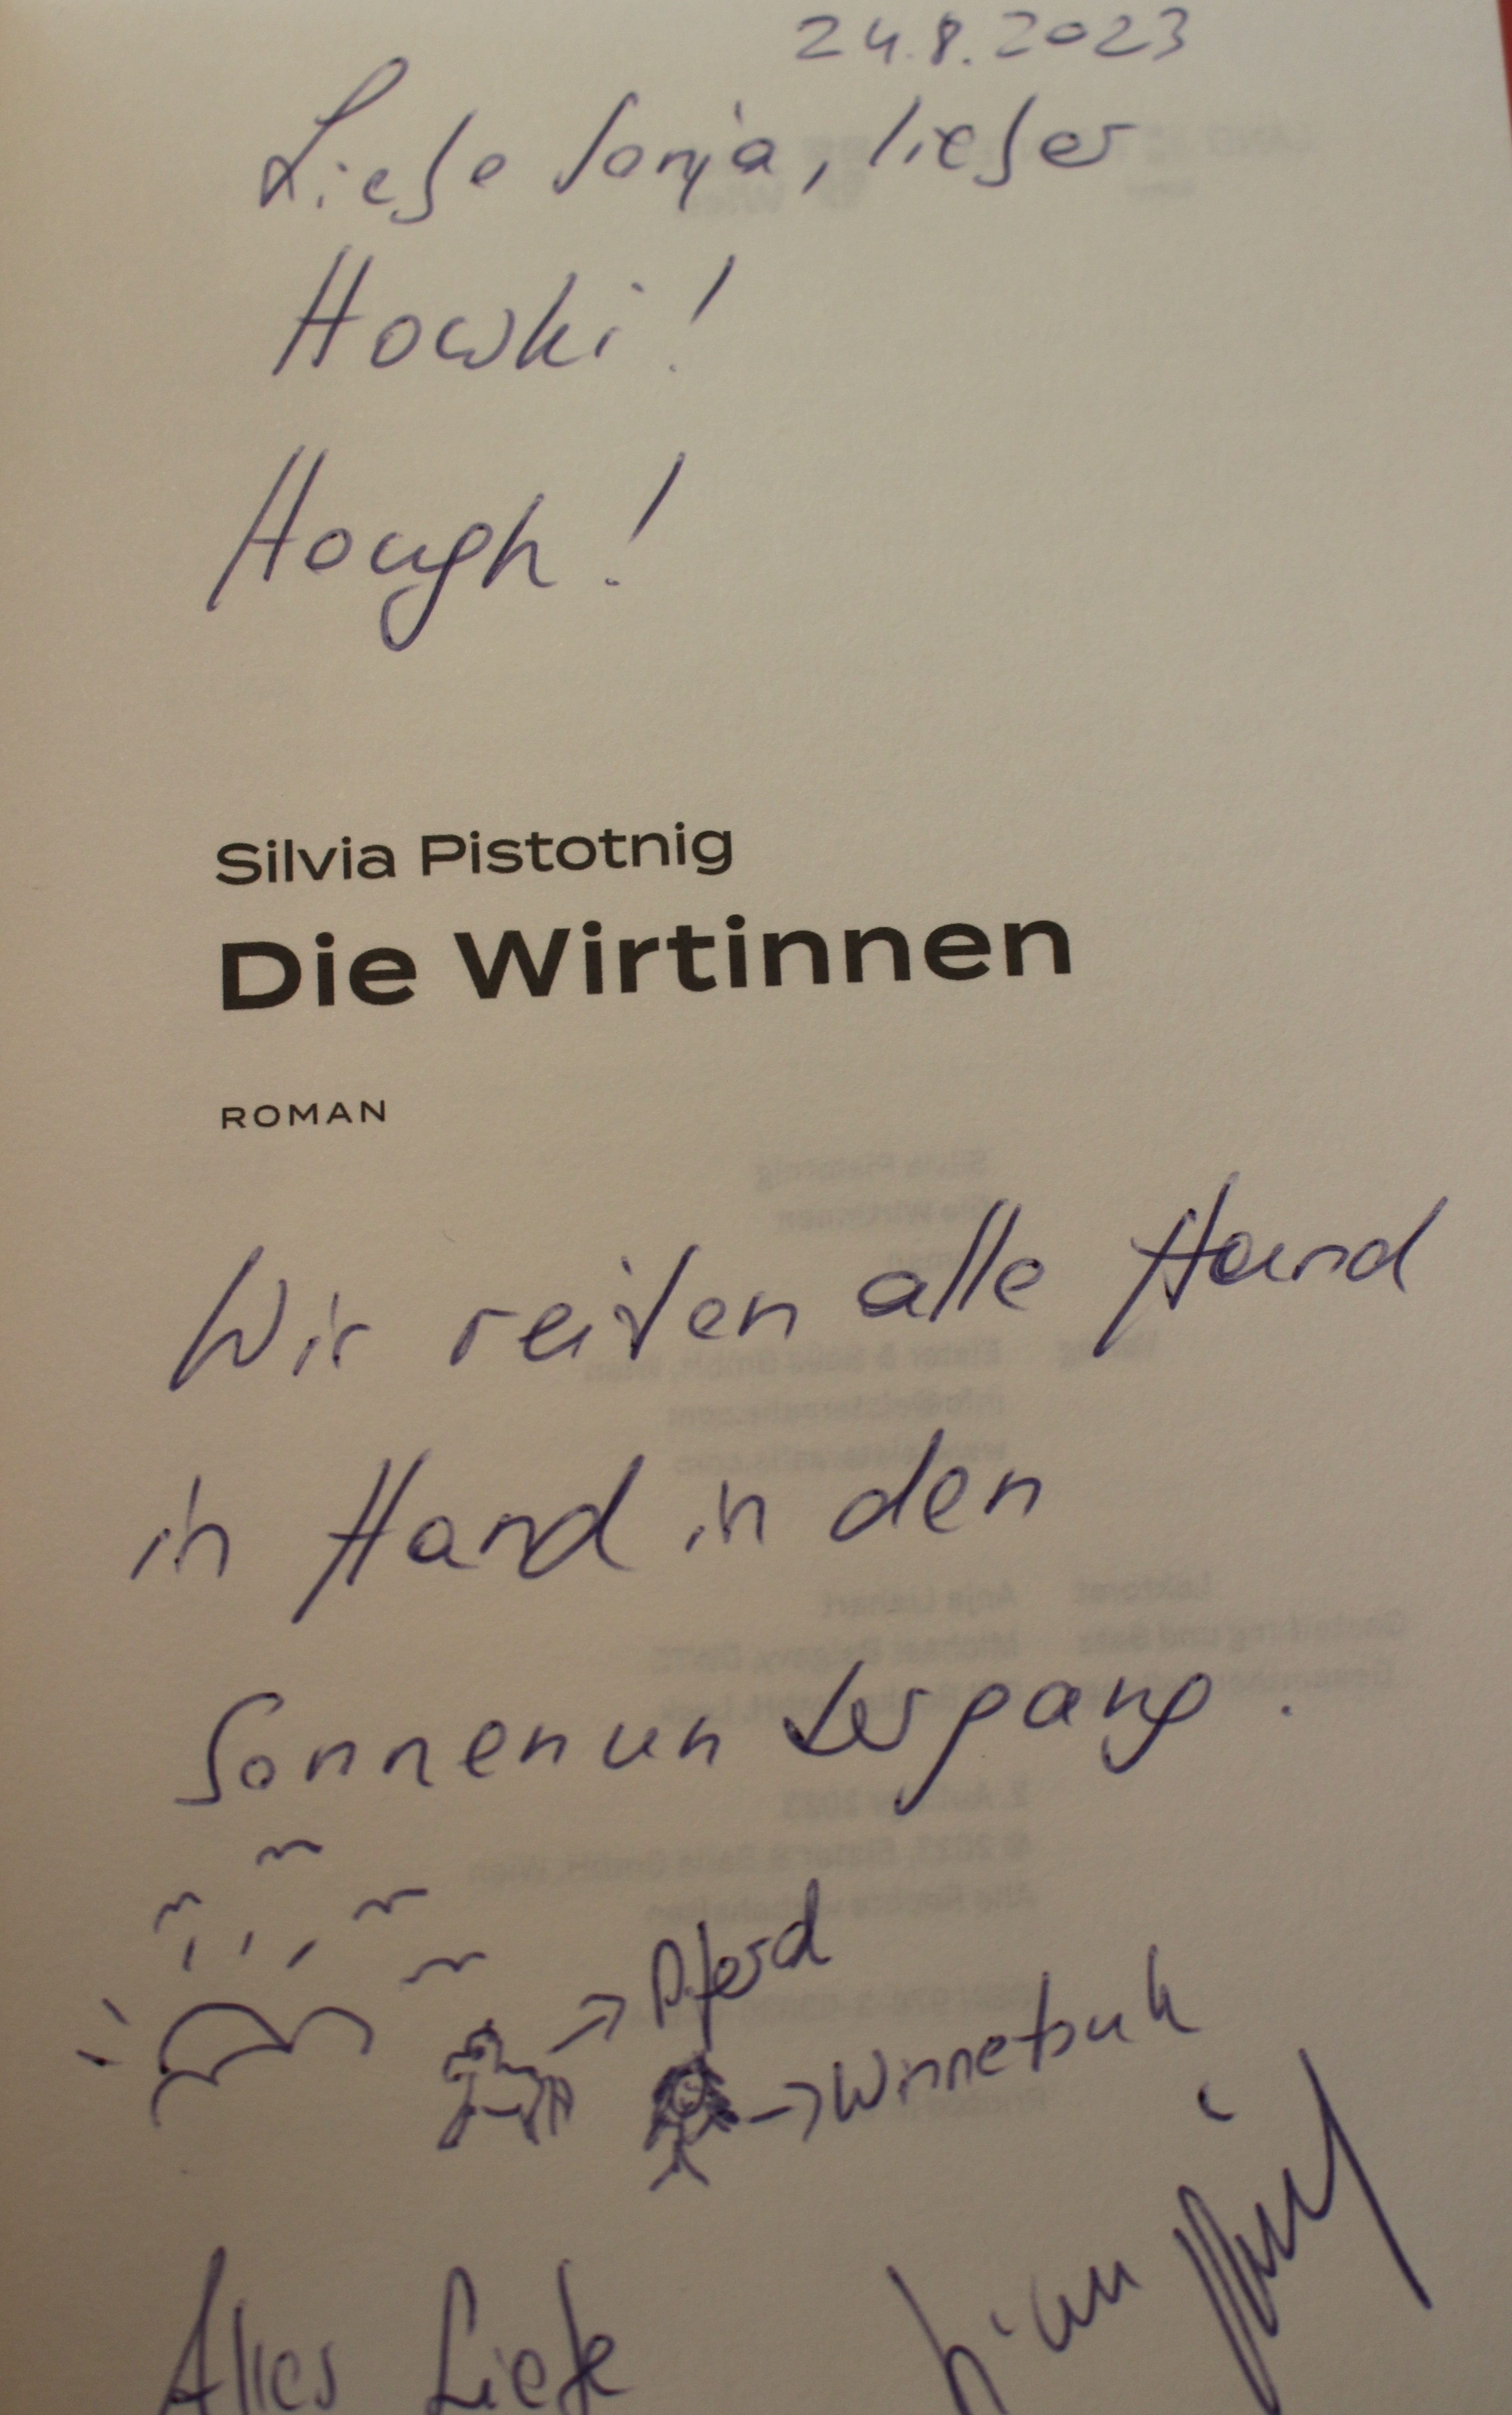 24.8.2023
Liebe Sonja, lieber
Howki!
Hough!
Silvia Pistotnig
Die Wirtinnen
ROMAN
Wir reiten alle Hand
in Hand in den
Sonnenuntergang.
→ Pferd
→ Winnetouh
Alles Liebe